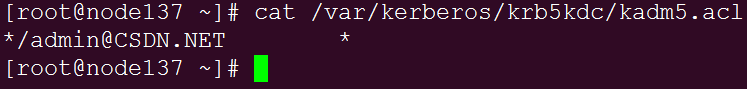 [root@node137 ~]# cat /var/kerberos/krb5kdc/kadm5.acl
*/admin@CSDN.NET        *
[root@node137 ~]#